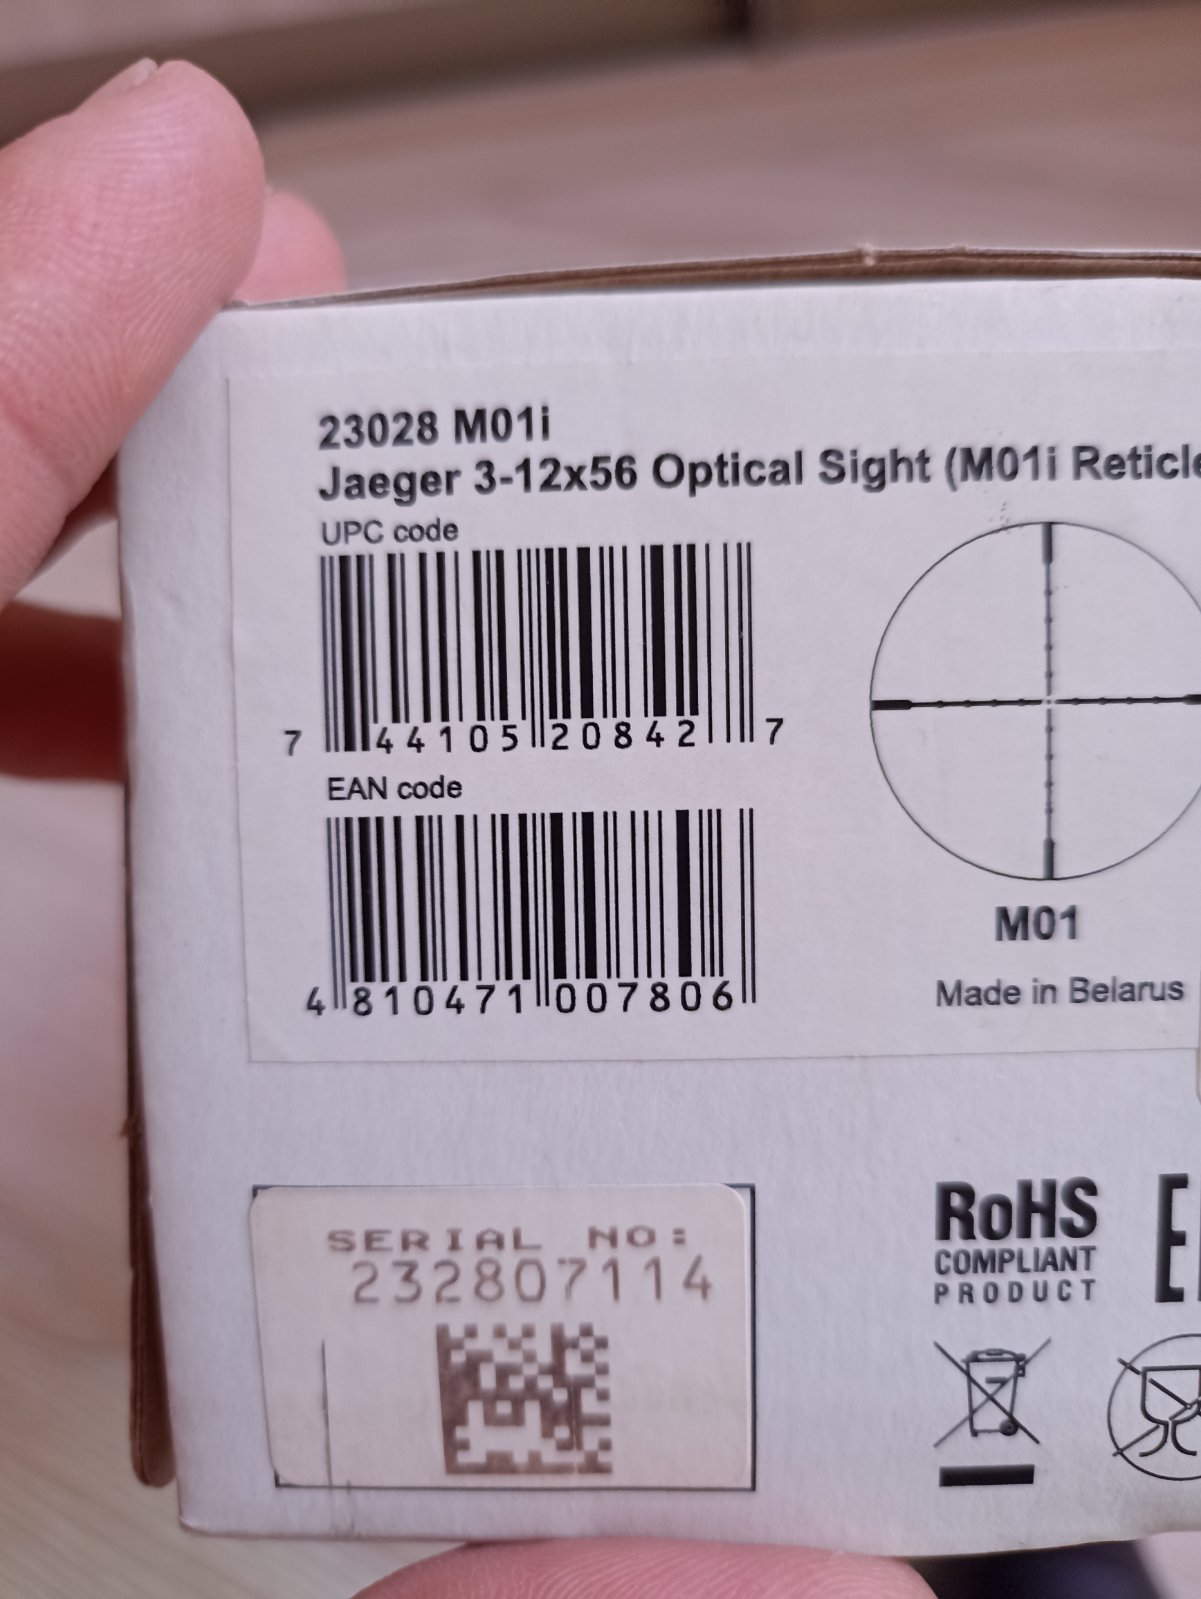 23028 M01i
Jaeger 3-12x56 Optical Sight (M01i Reticle
UPC code
7 44105 20842 7
EAN code
4 810471 007806
M01
Made in Belarus
SERIAL NO:
232807114
RoHS
COMPLIANT
PRODUCT